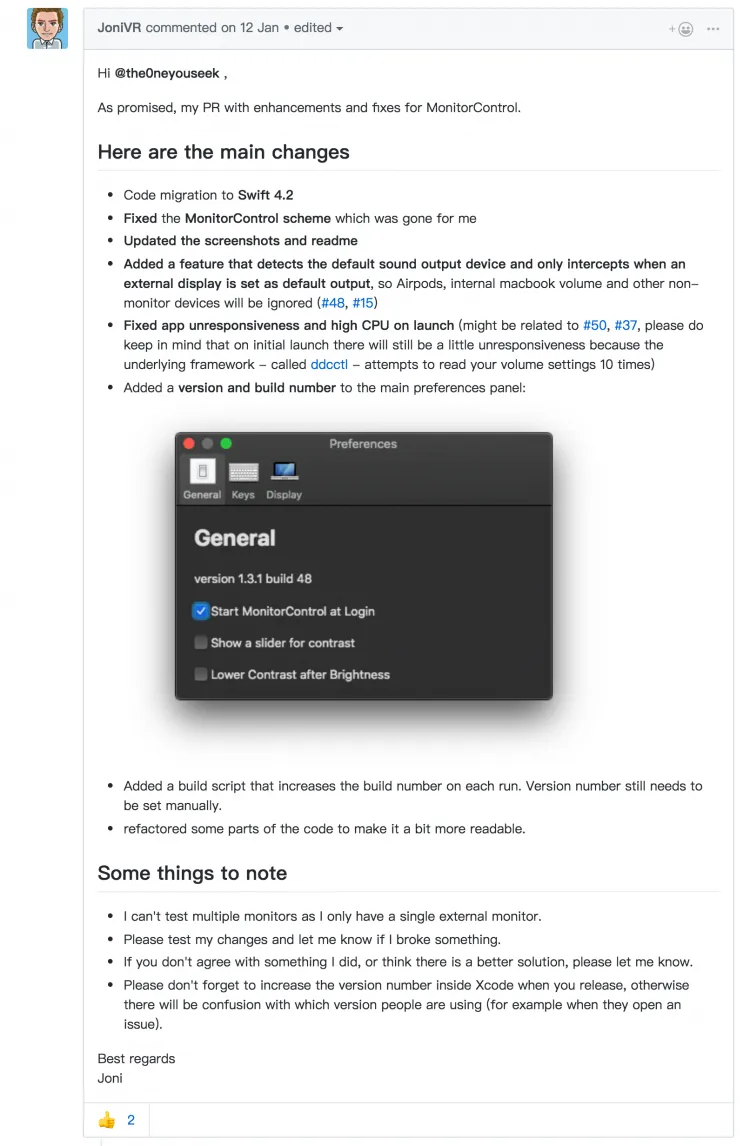 JoniVR commented on 12 Jan • edited
Hi @the0neyouseek ,
As promised, my PR with enhancements and fixes for MonitorControl.
Here are the main changes
• Code migration to Swift 4.2
• Fixed the MonitorControl scheme which was gone for me
• Updated the screenshots and readme
• Added a feature that detects the default sound output device and only intercepts when an
external display is set as default output, so Airpods, internal macbook volume and other non-
monitor devices will be ignored (#48, #15)
• Fixed app unresponsiveness and high CPU on launch (might be related to #50, #37, please do
keep in mind that on initial launch there will still be a little unresponsiveness because the
underlying framework - called ddcctl - attempts to read your volume settings 10 times)
• Added a version and build number to the main preferences panel:
Preferences
General Keys Display
General
version 1.3.1 build 48
Start MonitorControl at Login
Show a slider for contrast
Lower Contrast after Brightness
• Added a build script that increases the build number on each run. Version number still needs to
be set manually.
• refactored some parts of the code to make it a bit more readable.
Some things to note
• I can't test multiple monitors as I only have a single external monitor.
• Please test my changes and let me know if I broke something.
• If you don't agree with something I did, or think there is a better solution, please let me know.
• Please don't forget to increase the version number inside Xcode when you release, otherwise
there will be confusion with which version people are using (for example when they open an
issue).
Best regards
Joni
👍 2